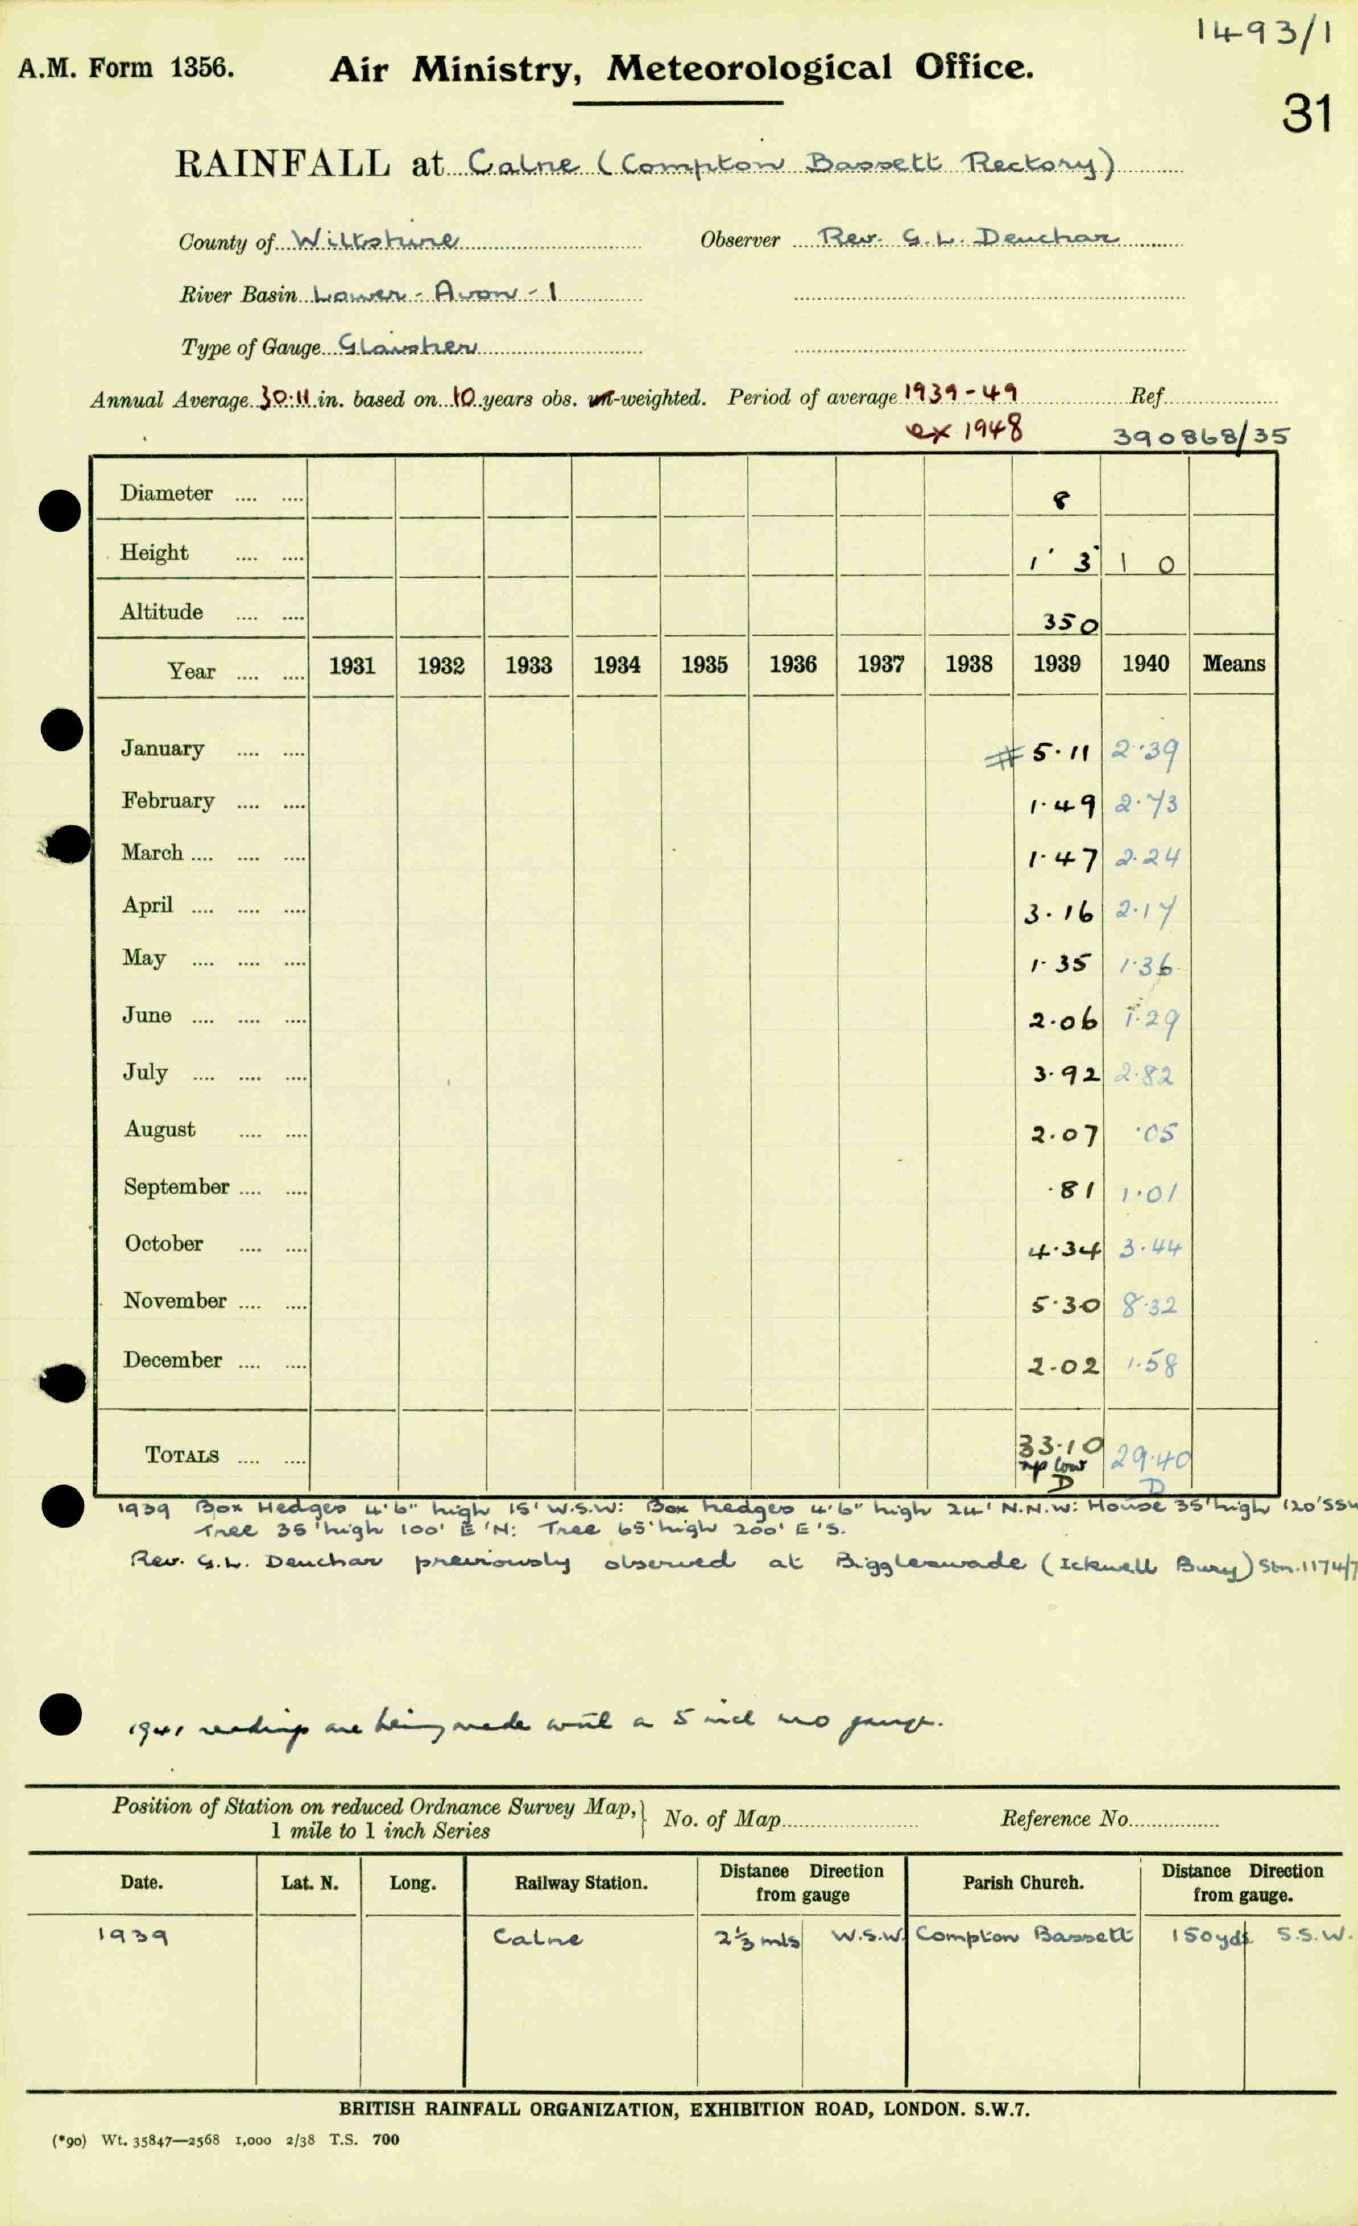 1493/1
A.M. Form 1356. Air Ministry, Meteorological Office.
31
RAINFALL at Calne (Compton Bassett Rectory)
County of Wiltshire Observer Rev. G. L. Deuchar
River Basin Lower - Avon - 1
Type of Gauge Glaisher
Annual Average 30.11 in. based on 10 years obs. un-weighted. Period of average 1939-49 Ref.
ex 1948 390868/35
Diameter .... .... 8
Height .... .... 1' 3" 1 0
Altitude .... .... 350
Year .... .... 1931 1932 1933 1934 1935 1936 1937 1938 1939 1940 Means
January .... .... # 5.11 2.39
February .... .... 1.49 2.73
March .... .... .... 1.47 2.24
April .... .... .... 3.16 2.17
May .... .... .... 1.35 1.36
June .... .... .... 2.06 1.29
July .... .... .... 3.92 2.82
August .... .... 2.07 .05
September .... .... .81 1.01
October .... .... 4.34 3.44
November .... .... 5.30 8.32
December .... .... 2.02 1.58
TOTALS .... .... 33.10 29.40
low
D D
1939 Box Hedges 4'6" high 15' W.S.W: Box hedges 4'6" high 24' N.N.W: House 35' high 120' SSW
Tree 35' high 100' E'N: Tree 65' high 200' E'S.
Rev. G.L. Deuchar previously observed at Biggleswade (Ickwell Bury) Stn. 1174/7
1941 readings are being made with a 5 inch MO gauge.
Position of Station on reduced Ordnance Survey Map, } No. of Map Reference No.
1 mile to 1 inch Series
Date. Lat. N. Long. Railway Station. Distance Direction from gauge Parish Church. Distance Direction from gauge.
1939 Calne 2⅓ mls W.S.W. Compton Bassett 150 yds S.S.W.
BRITISH RAINFALL ORGANIZATION, EXHIBITION ROAD, LONDON. S.W.7.
(*90) Wt. 35847—2568 1,000 2/38 T.S. 700